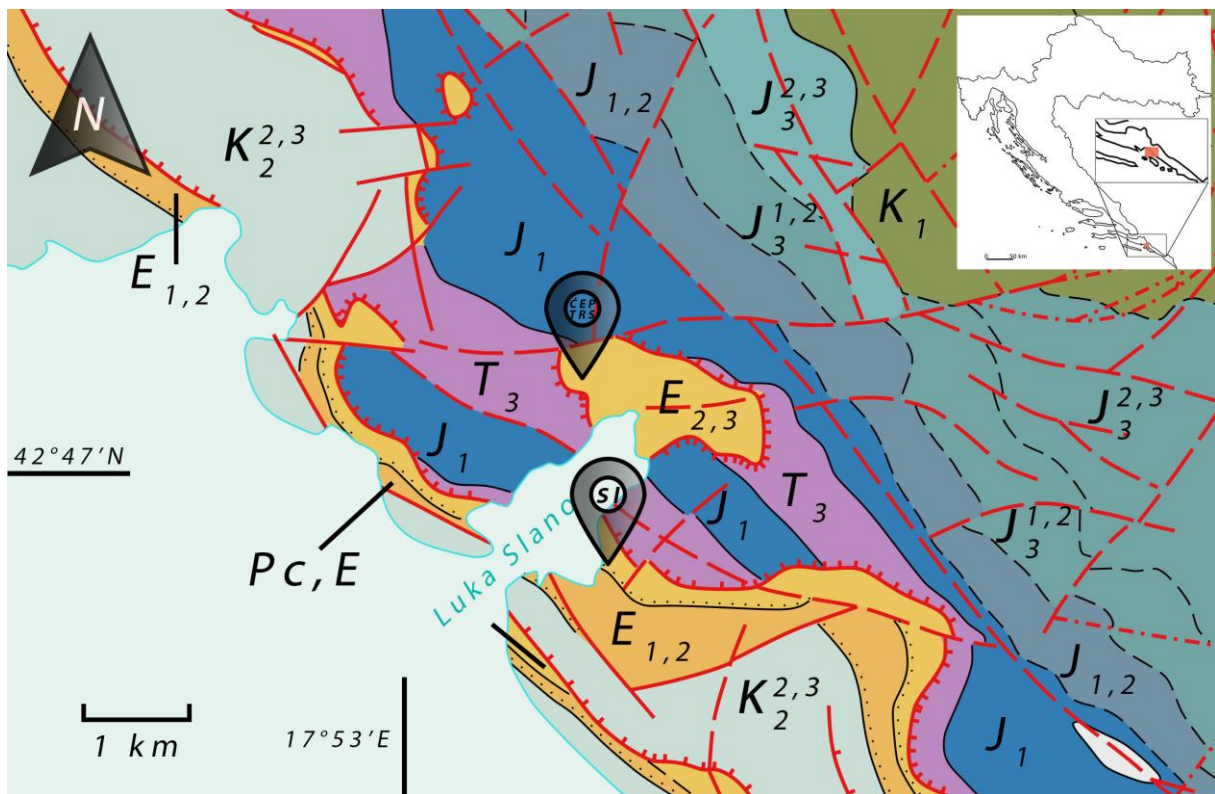 N
K 2,3 2
E 1,2
J 1,2
J 2,3 3
J 1,2 3
K 1
0 50 km
J 1
ČEP
TRS
T 3
E 2,3
J 2,3 3
42°47'N
J 1
SI
J 1
T 3
J 1,2 3
Pc, E
Luka Slano
E 1,2
J 1,2
K 2,3 2
1 km
17°53'E
J 1